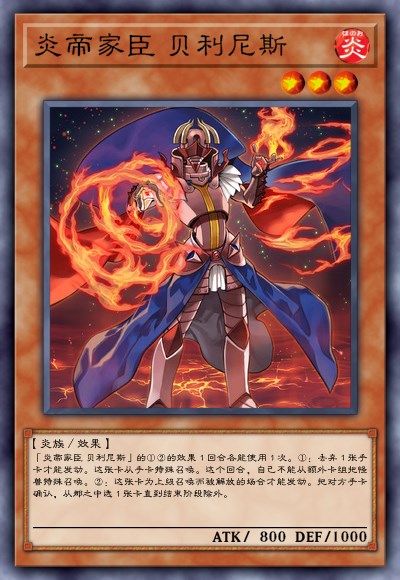 炎帝家臣 贝利尼斯
ほのお
炎
【炎族／效果】
「炎帝家臣 贝利尼斯」的①②的效果1回合各能使用1次。①：丢弃1张手
卡才能发动。这张卡从手卡特殊召唤。这个回合，自己不能从额外卡组把怪
兽特殊召唤。②：这张卡为上级召唤而被解放的场合才能发动。把对方手卡
确认，从那之中选1张卡直到结束阶段除外。
ATK/ 800 DEF/1000